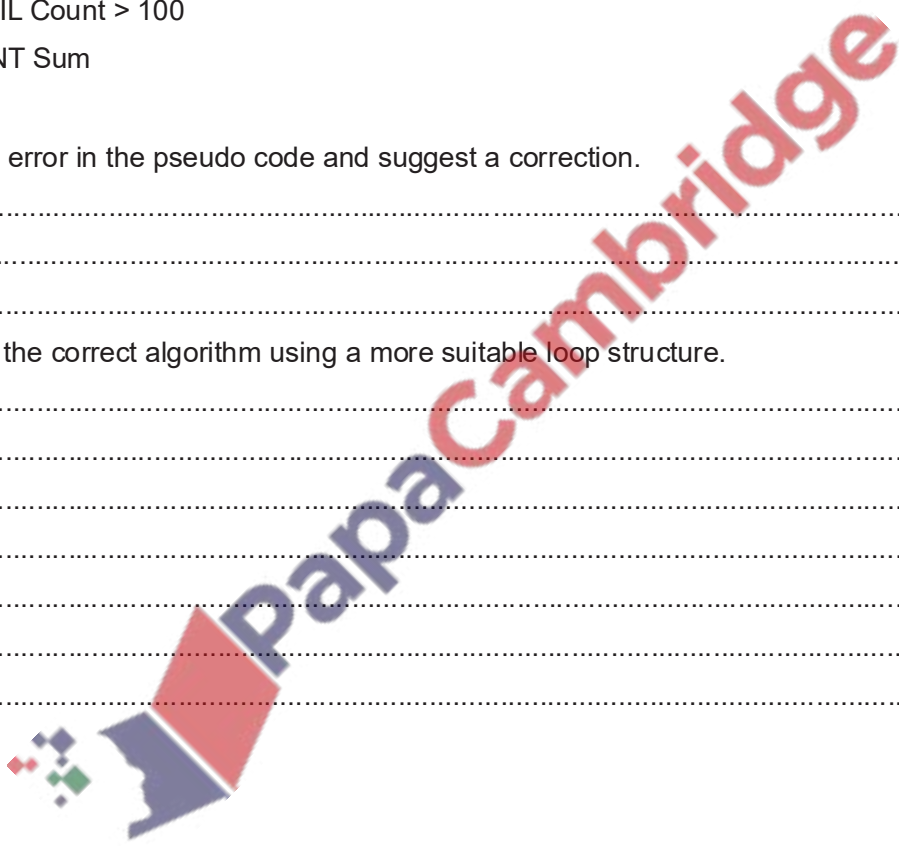 IL Count > 100
NT Sum
error in the pseudo code and suggest a correction.
the correct algorithm using a more suitable loop structure.
PapaCambridge